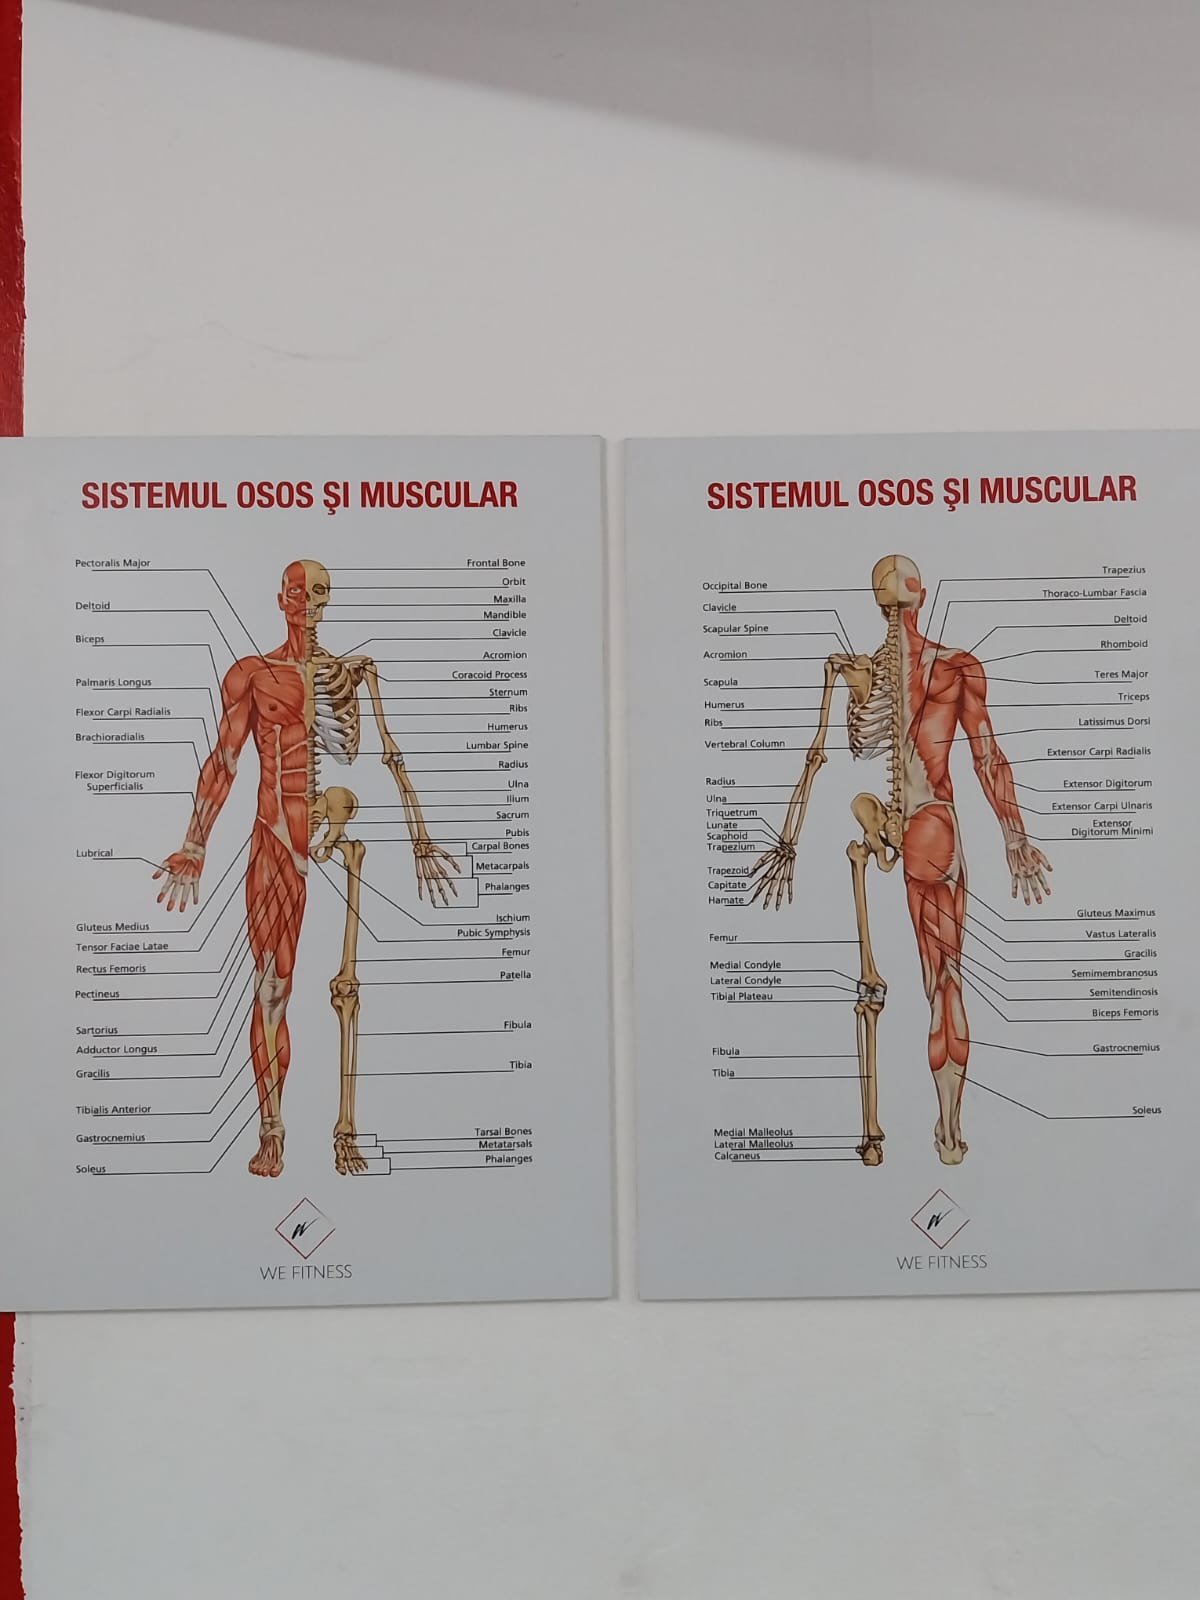 SISTEMUL OSOS ŞI MUSCULAR
Pectoralis Major
Deltoid
Biceps
Palmaris Longus
Flexor Carpi Radialis
Brachioradialis
Flexor Digitorum
Superficialis
Lubrical
Gluteus Medius
Tensor Faciae Latae
Rectus Femoris
Pectineus
Sartorius
Adductor Longus
Gracilis
Tibialis Anterior
Gastrocnemius
Soleus
Frontal Bone
Orbit
Maxilla
Mandible
Clavicle
Acromion
Coracoid Process
Sternum
Ribs
Humerus
Lumbar Spine
Radius
Ulna
Ilium
Sacrum
Pubis
Carpal Bones
Metacarpals
Phalanges
Ischium
Pubic Symphysis
Femur
Patella
Fibula
Tibia
Tarsal Bones
Metatarsals
Phalanges
WE FITNESS
SISTEMUL OSOS ŞI MUSCULAR
Occipital Bone
Clavicle
Scapular Spine
Acromion
Scapula
Humerus
Ribs
Vertebral Column
Radius
Ulna
Triquetrum
Lunate
Scaphoid
Trapezium
Trapezoid
Capitate
Hamate
Femur
Medial Condyle
Lateral Condyle
Tibial Plateau
Fibula
Tibia
Medial Malleolus
Lateral Malleolus
Calcaneus
Trapezius
Thoraco-Lumbar Fascia
Deltoid
Rhomboid
Teres Major
Triceps
Latissimus Dorsi
Extensor Carpi Radialis
Extensor Digitorum
Extensor Carpi Ulnaris
Extensor
Digitorum Minimi
Gluteus Maximus
Vastus Lateralis
Gracilis
Semimembranosus
Semitendinosis
Biceps Femoris
Gastrocnemius
Soleus
WE FITNESS